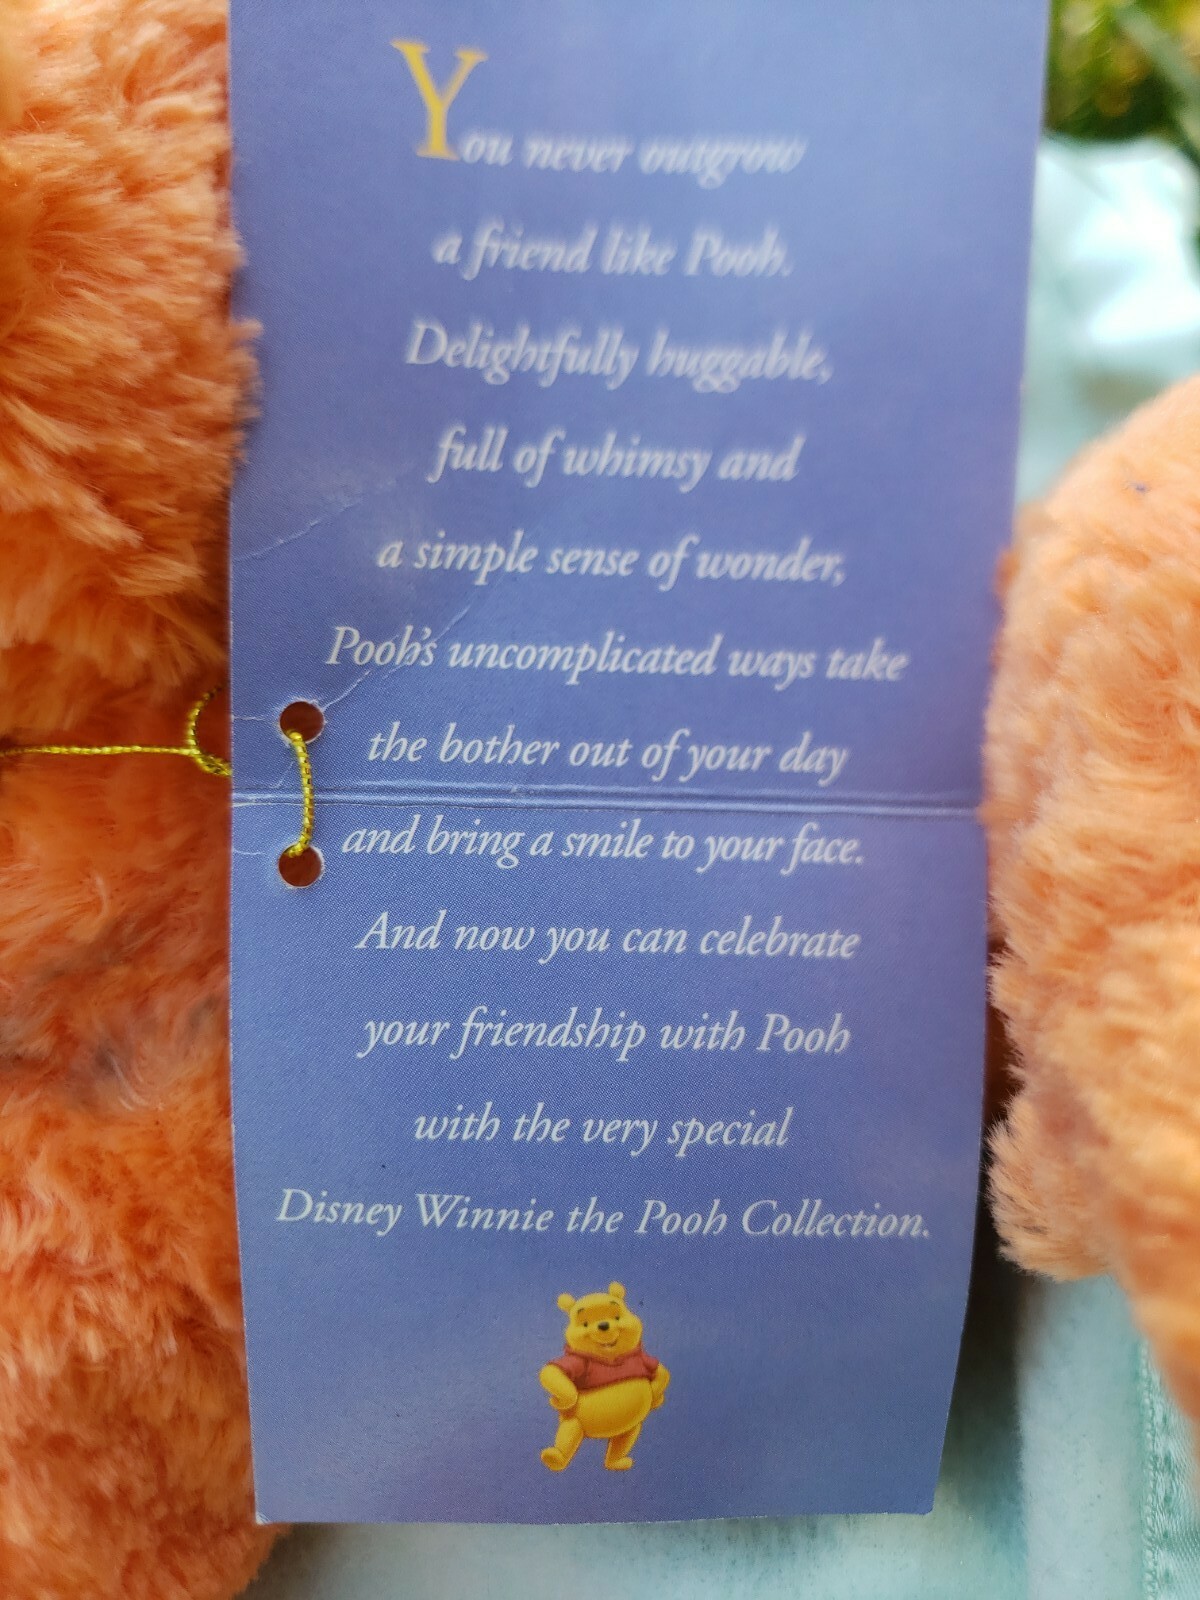 You never outgrow
a friend like Pooh.
Delightfully huggable,
full of whimsy and
a simple sense of wonder,
Pooh's uncomplicated ways take
the bother out of your day
and bring a smile to your face.
And now you can celebrate
your friendship with Pooh
with the very special
Disney Winnie the Pooh Collection.